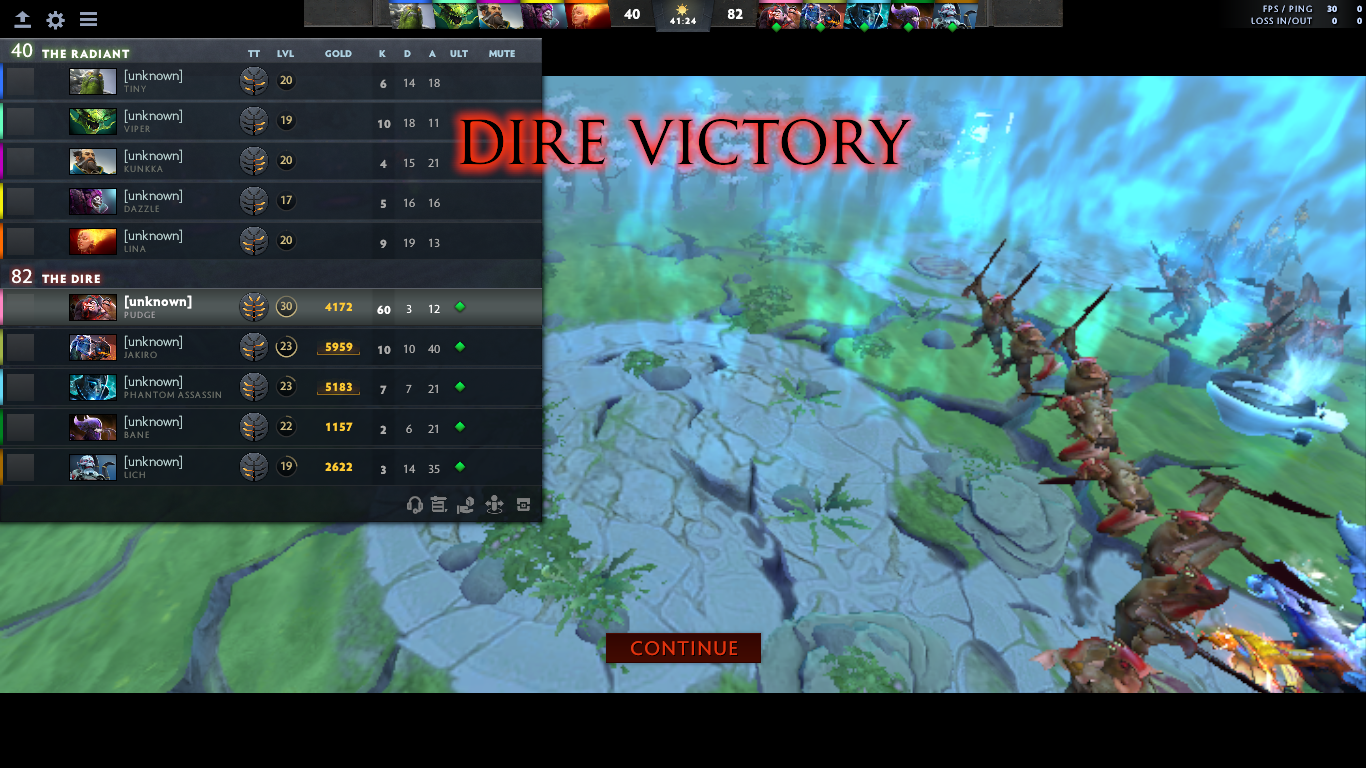 40 41:24 82
FPS / PING 30 0
LOSS IN/OUT 0 0
40 THE RADIANT TT LVL GOLD K D A ULT MUTE
[unknown]
TINY 20 6 14 18
[unknown]
VIPER 19 10 18 11
[unknown]
KUNKKA 20 4 15 21
[unknown]
DAZZLE 17 5 16 16
[unknown]
LINA 20 9 19 13
DIRE VICTORY
82 THE DIRE
[unknown]
PUDGE 30 4172 60 3 12
[unknown]
JAKIRO 23 5959 10 10 40
[unknown]
PHANTOM ASSASSIN 23 5183 7 7 21
[unknown]
BANE 22 1157 2 6 21
[unknown]
LICH 19 2622 3 14 35
CONTINUE